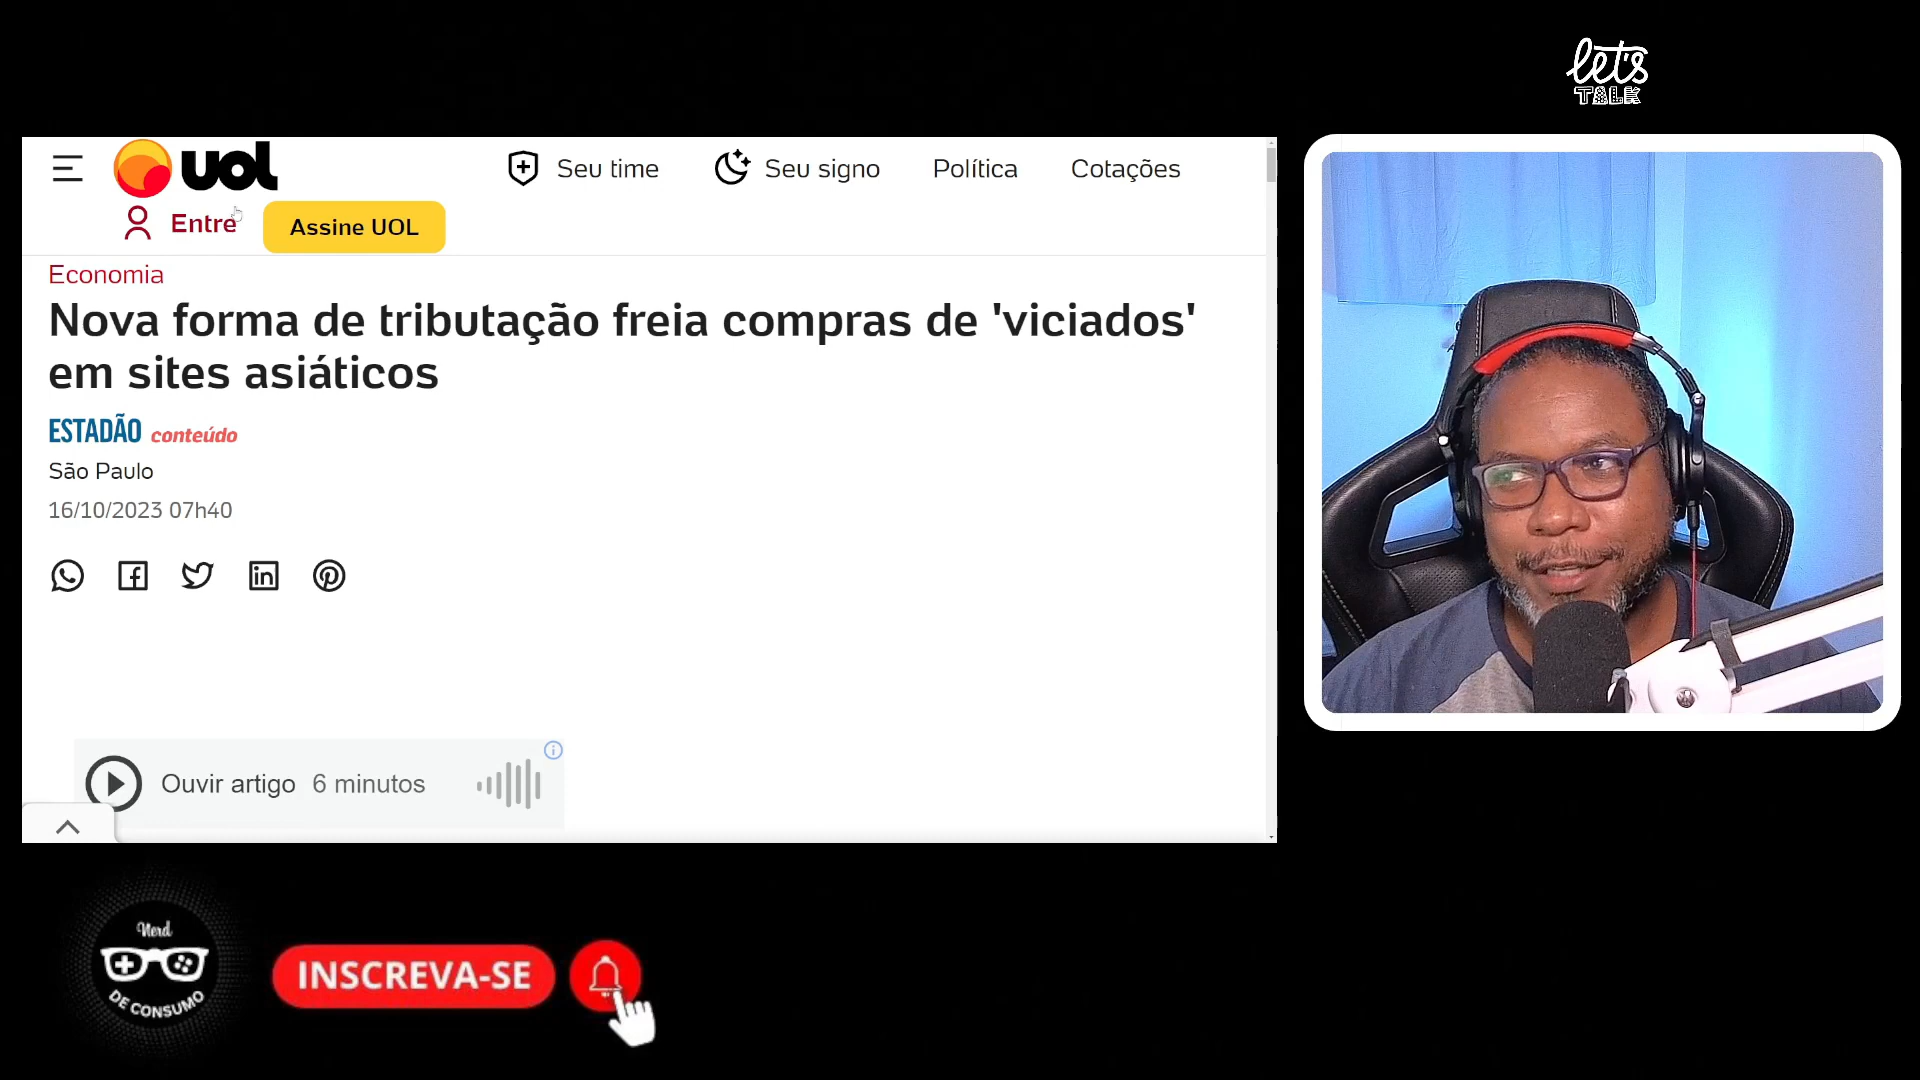 let's
TALK
uol
Seu time
Seu signo
Política
Cotações
Entre
Assine UOL
Economia
Nova forma de tributação freia compras de 'viciados'
em sites asiáticos
ESTADÃO conteúdo
São Paulo
16/10/2023 07h40
Ouvir artigo 6 minutos
Nerd
DE CONSUMO
INSCREVA-SE